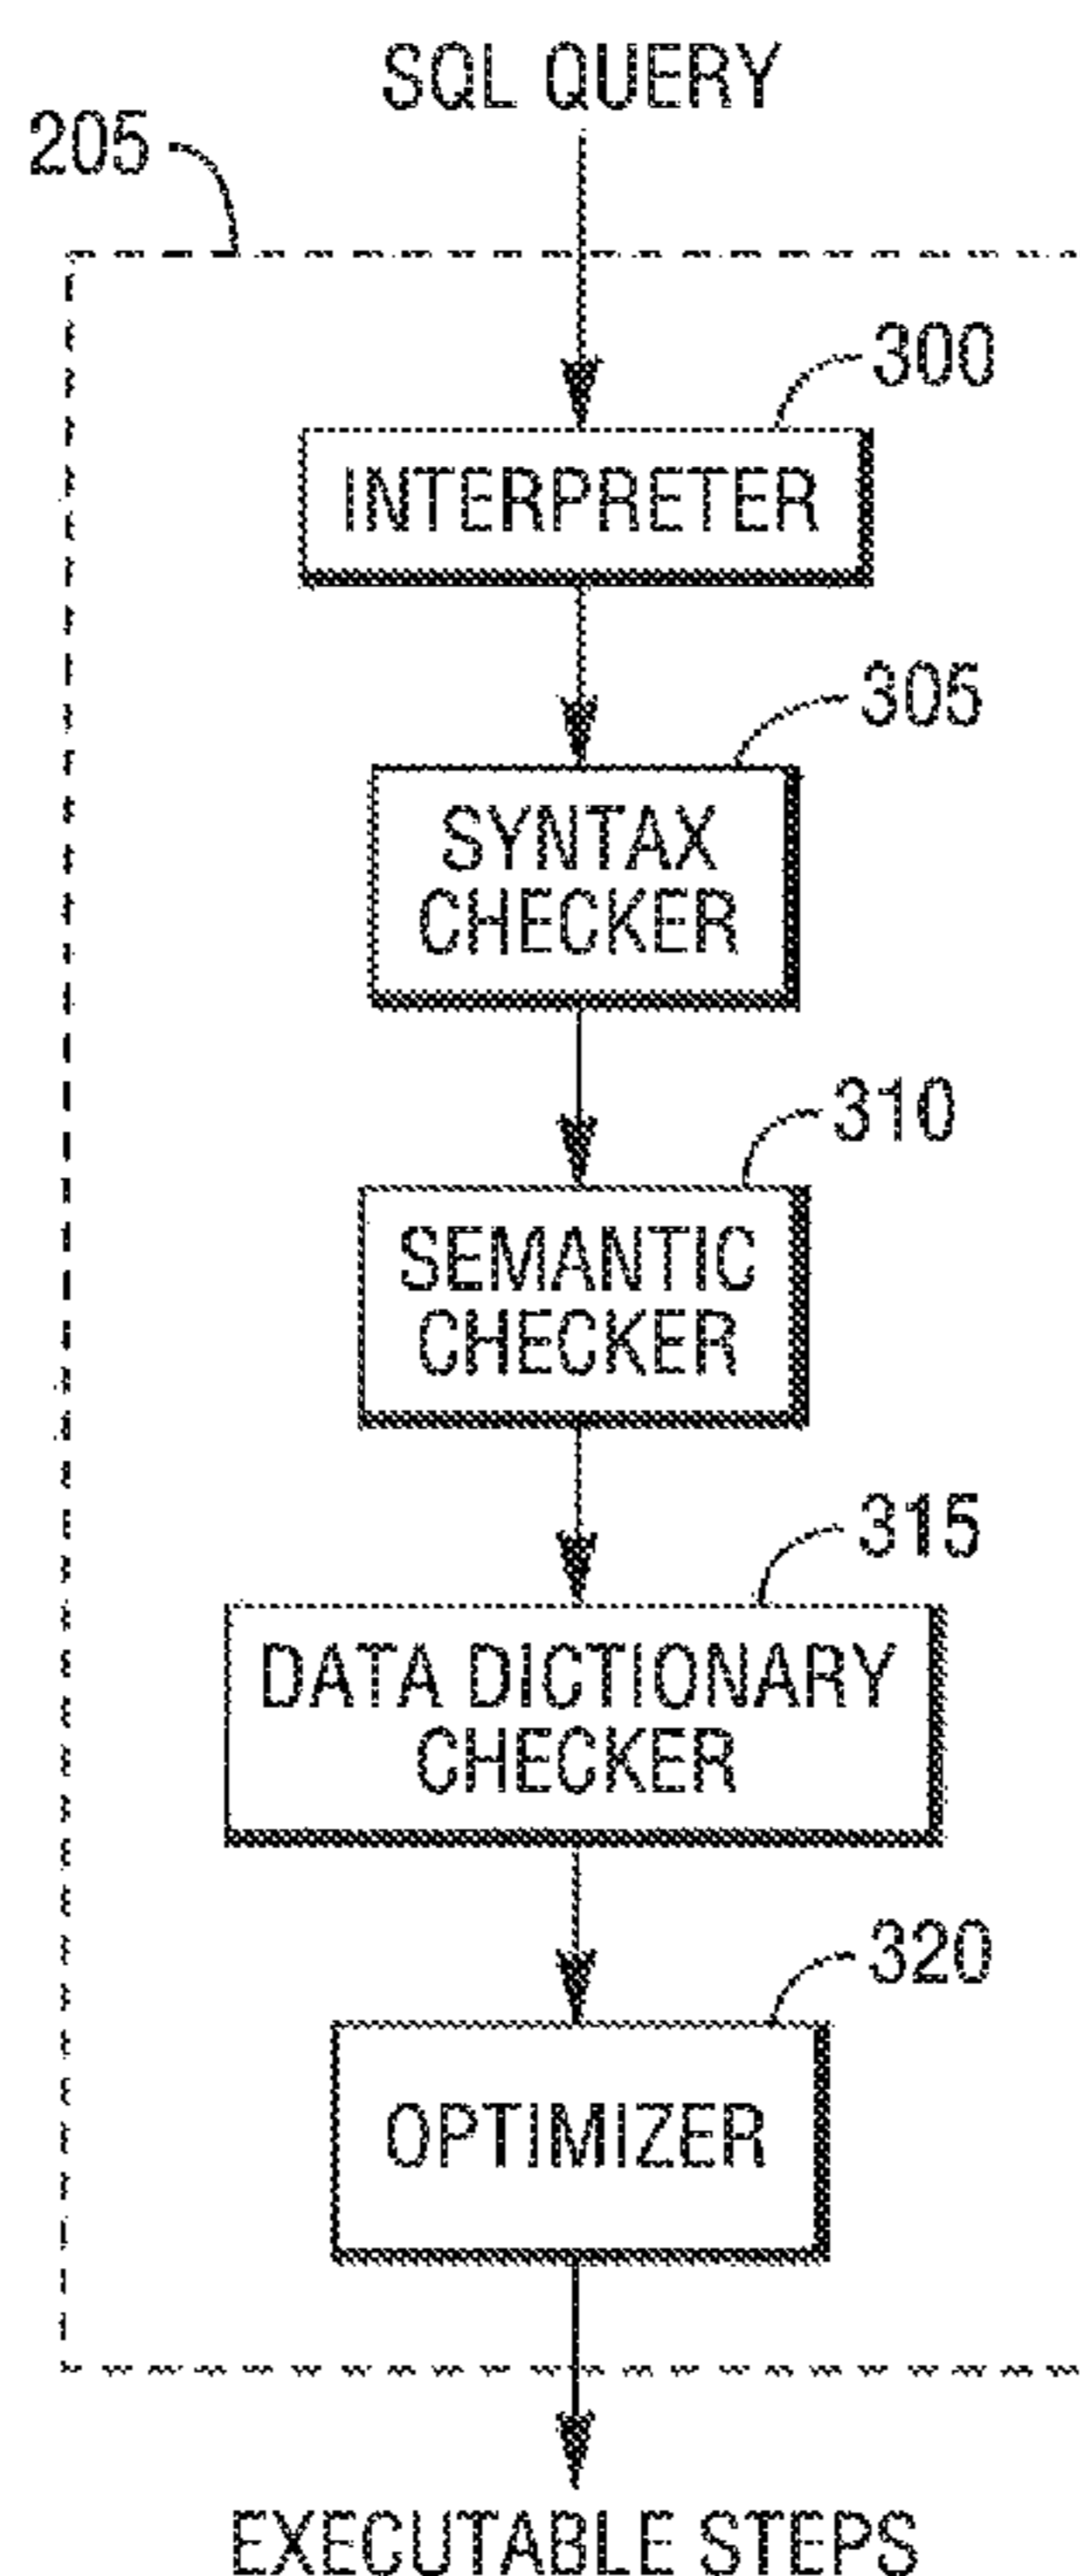 SQL QUERY
205
300
INTERPRETER
305
SYNTAX
CHECKER
310
SEMANTIC
CHECKER
315
DATA DICTIONARY
CHECKER
320
OPTIMIZER
EXECUTABLE STEPS